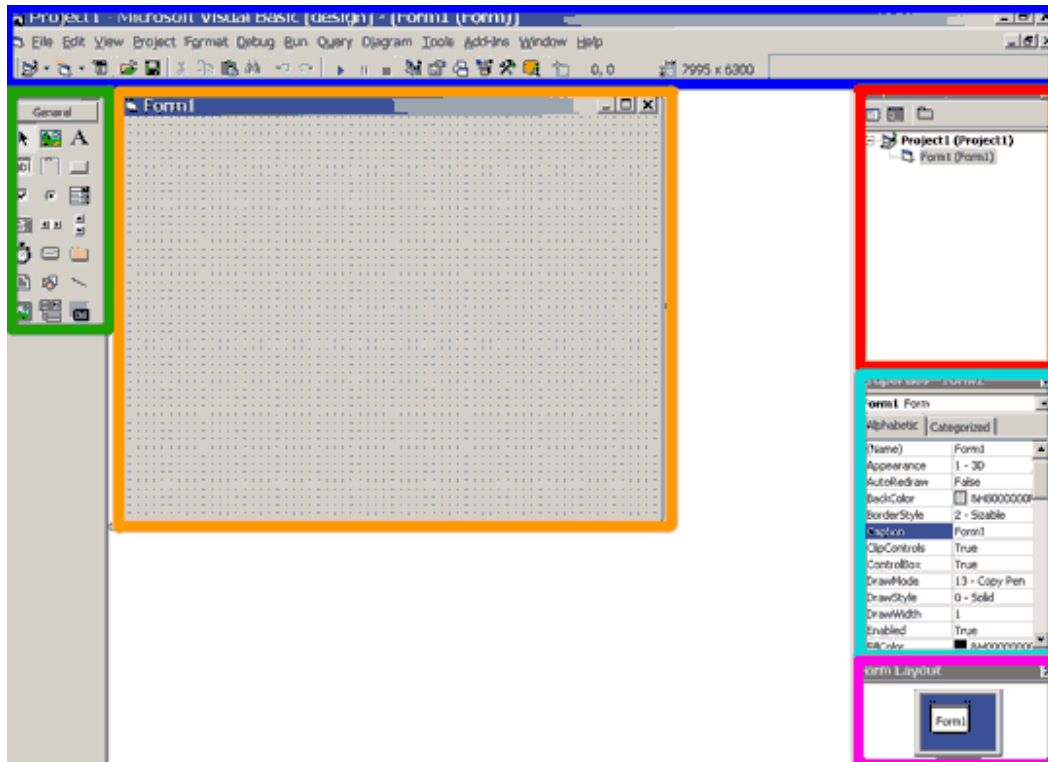 Project1 - Microsoft Visual Basic [design] - [Form1 (Form)]
File Edit View Project Format Debug Run Query Diagram Tools Add-Ins Window Help
0, 0 7995 x 6300
General
A
Form1
Project1 (Project1)
Form1 (Form1)
Form1 Form
Alphabetic Categorized
(Name) Form1
Appearance 1 - 3D
AutoRedraw False
BackColor
BorderStyle 2 - Sizable
Caption Form1
ClipControls True
ControlBox True
DrawMode 13 - Copy Pen
DrawStyle 0 - Solid
DrawWidth 1
Enabled True
FillColor
Form Layout
Form1